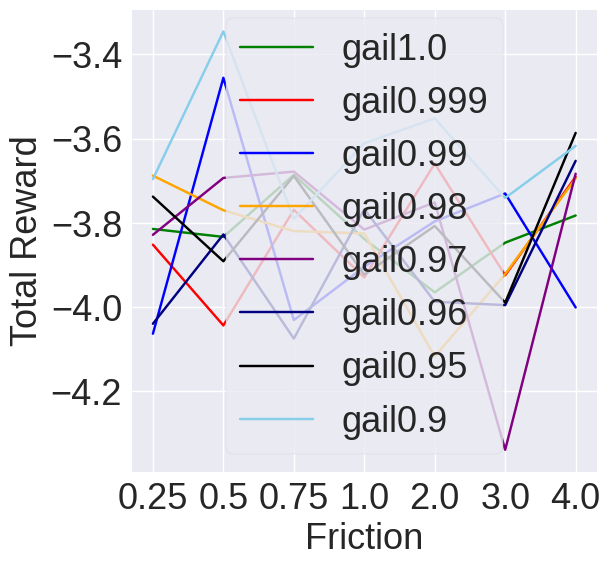 −3.4
−3.6
−3.8
−4.0
−4.2
Total Reward
gail1.0
gail0.999
gail0.99
gail0.98
gail0.97
gail0.96
gail0.95
gail0.9
0.25 0.5 0.75 1.0 2.0 3.0 4.0
Friction